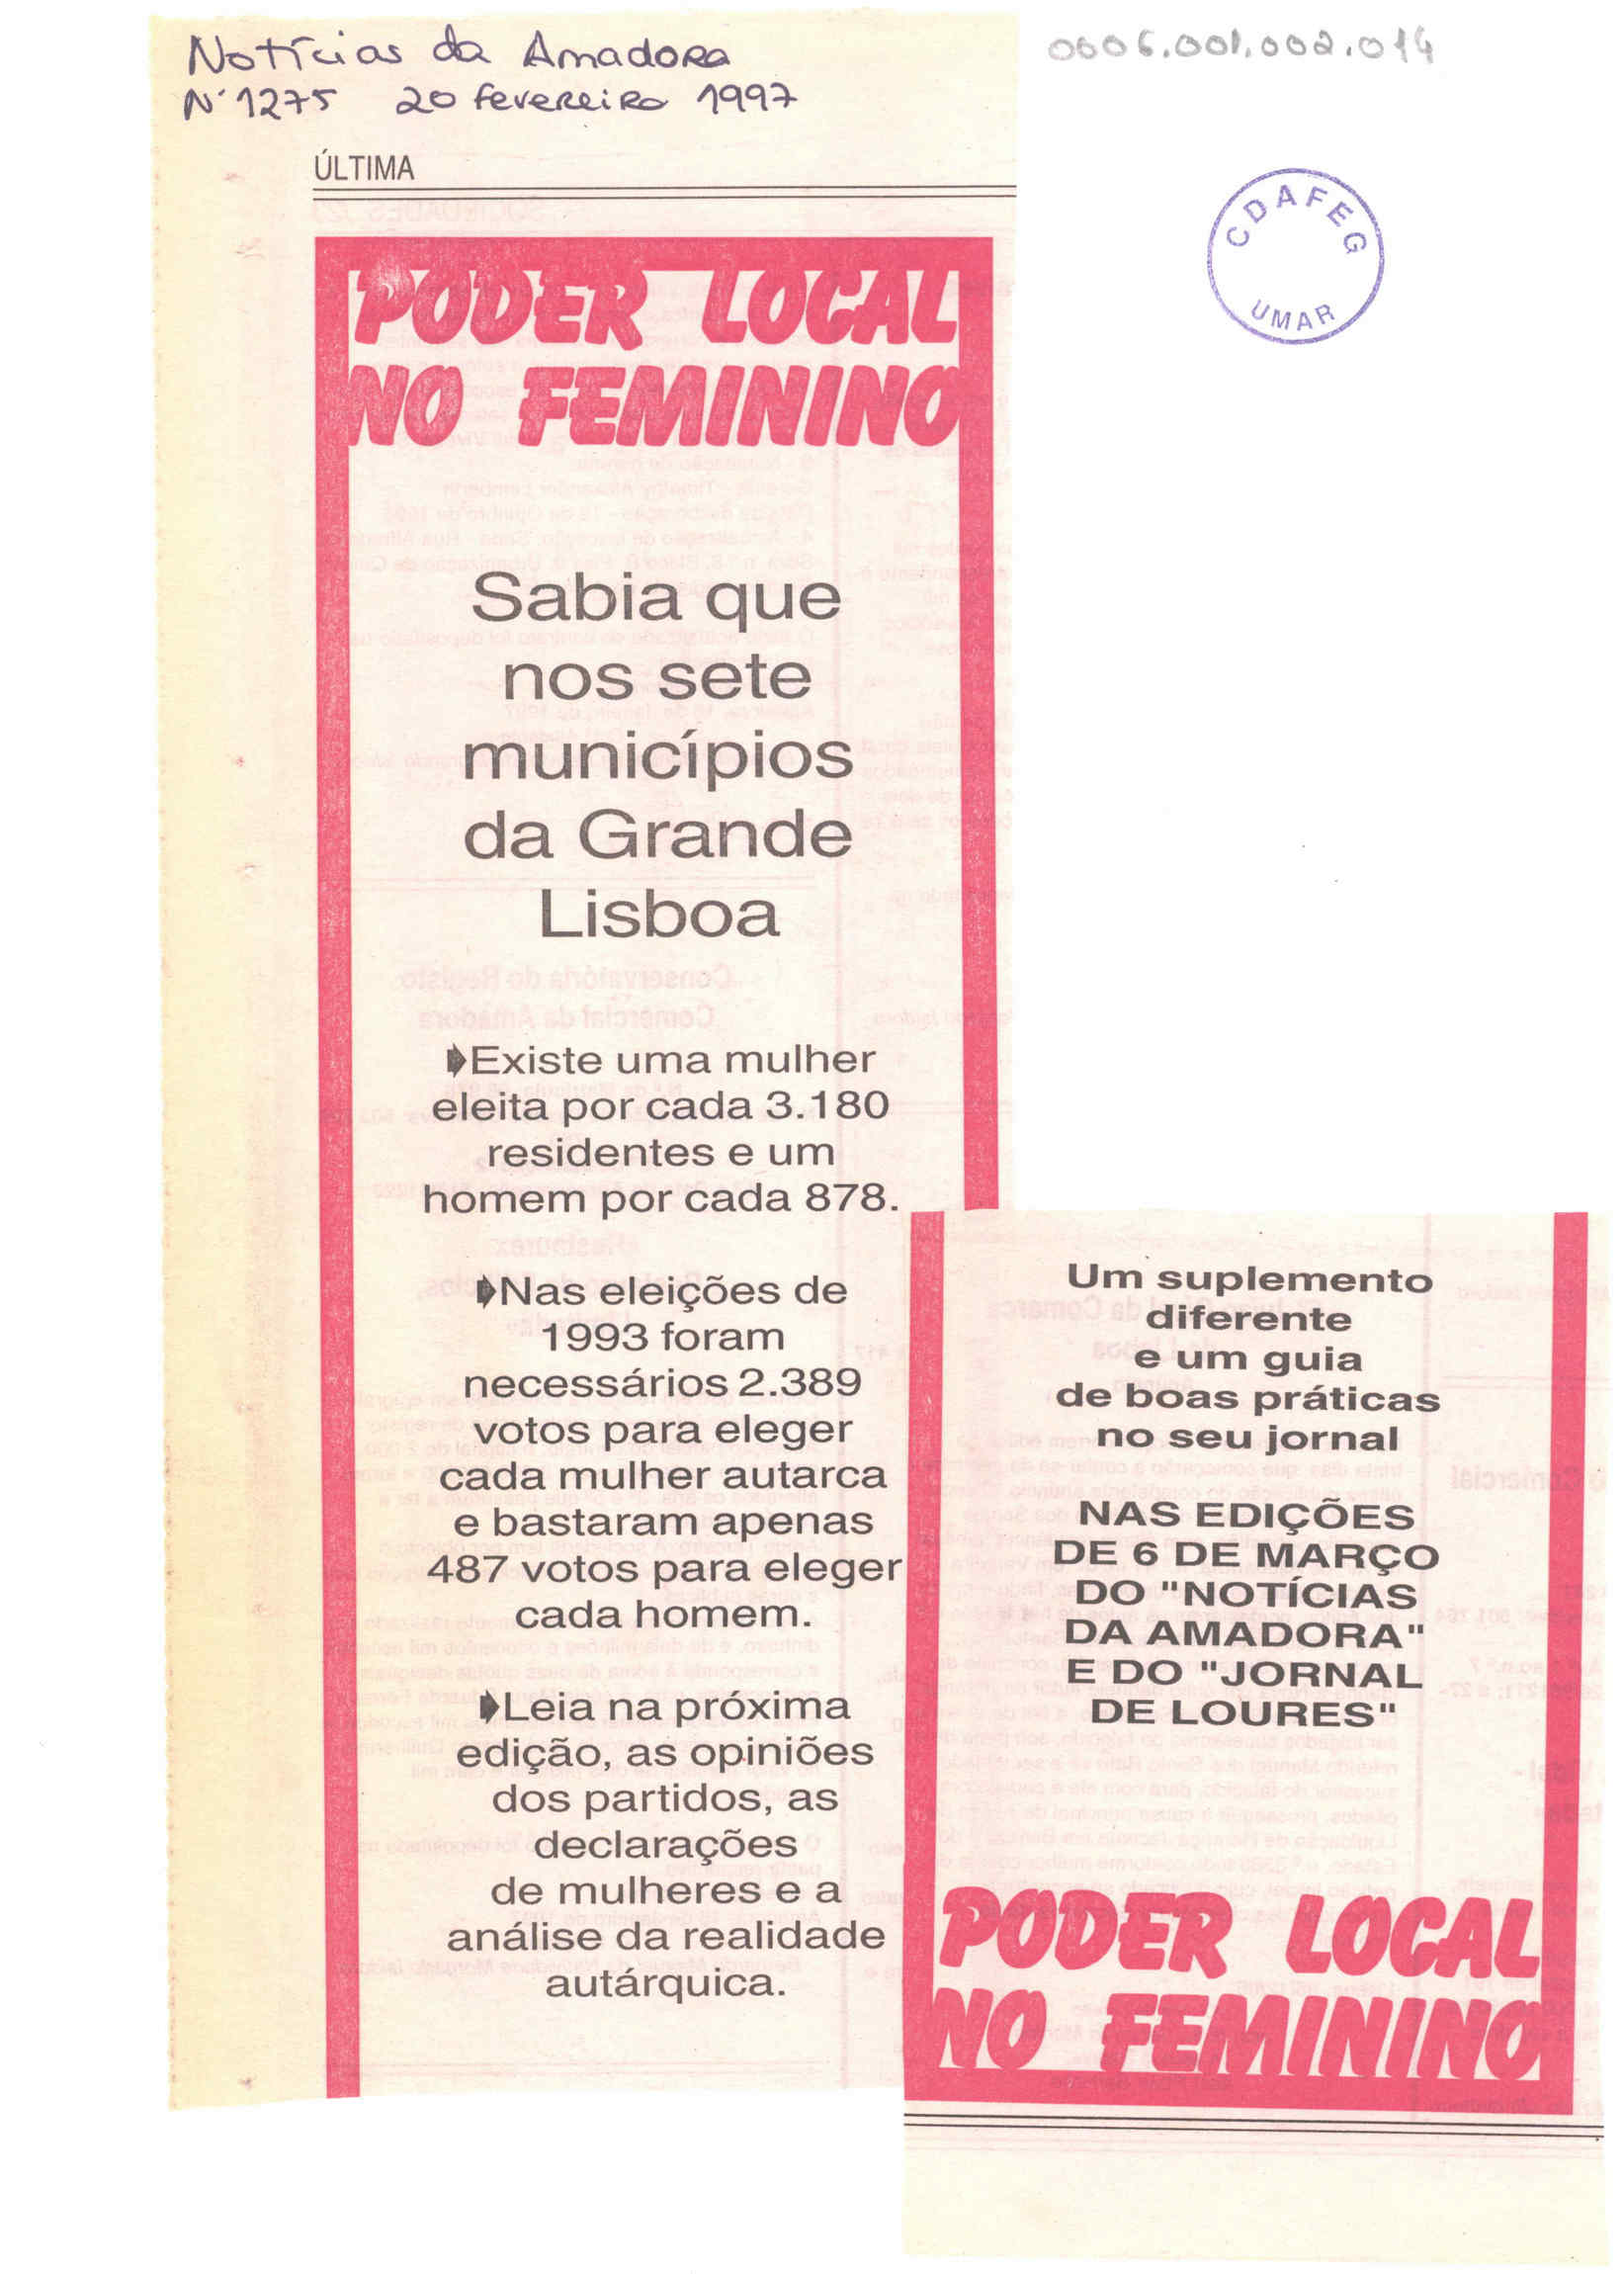 Notícias da Amadora
Nº 1275 20 fevereiro 1997
0006.001.002.014
CDAFEG
UMAR
ÚLTIMA
PODER LOCAL
NO FEMININO
Sabia que
nos sete
municípios
da Grande
Lisboa
Existe uma mulher
eleita por cada 3.180
residentes e um
homem por cada 878.
Nas eleições de
1993 foram
necessários 2.389
votos para eleger
cada mulher autarca
e bastaram apenas
487 votos para eleger
cada homem.
Leia na próxima
edição, as opiniões
dos partidos, as
declarações
de mulheres e a
análise da realidade
autárquica.
Um suplemento
diferente
e um guia
de boas práticas
no seu jornal
NAS EDIÇÕES
DE 6 DE MARÇO
DO "NOTÍCIAS
DA AMADORA"
E DO "JORNAL
DE LOURES"
PODER LOCAL
NO FEMININO